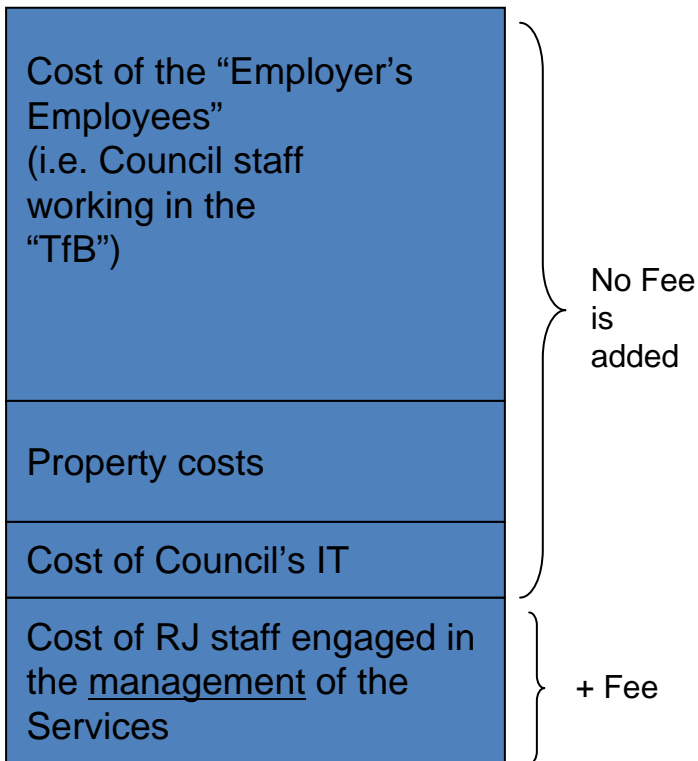 Cost of the “Employer’s
Employees”
(i.e. Council staff
working in the
“TfB”)
No Fee
is
added
Property costs
Cost of Council’s IT
Cost of RJ staff engaged in
the management of the
Services
+ Fee